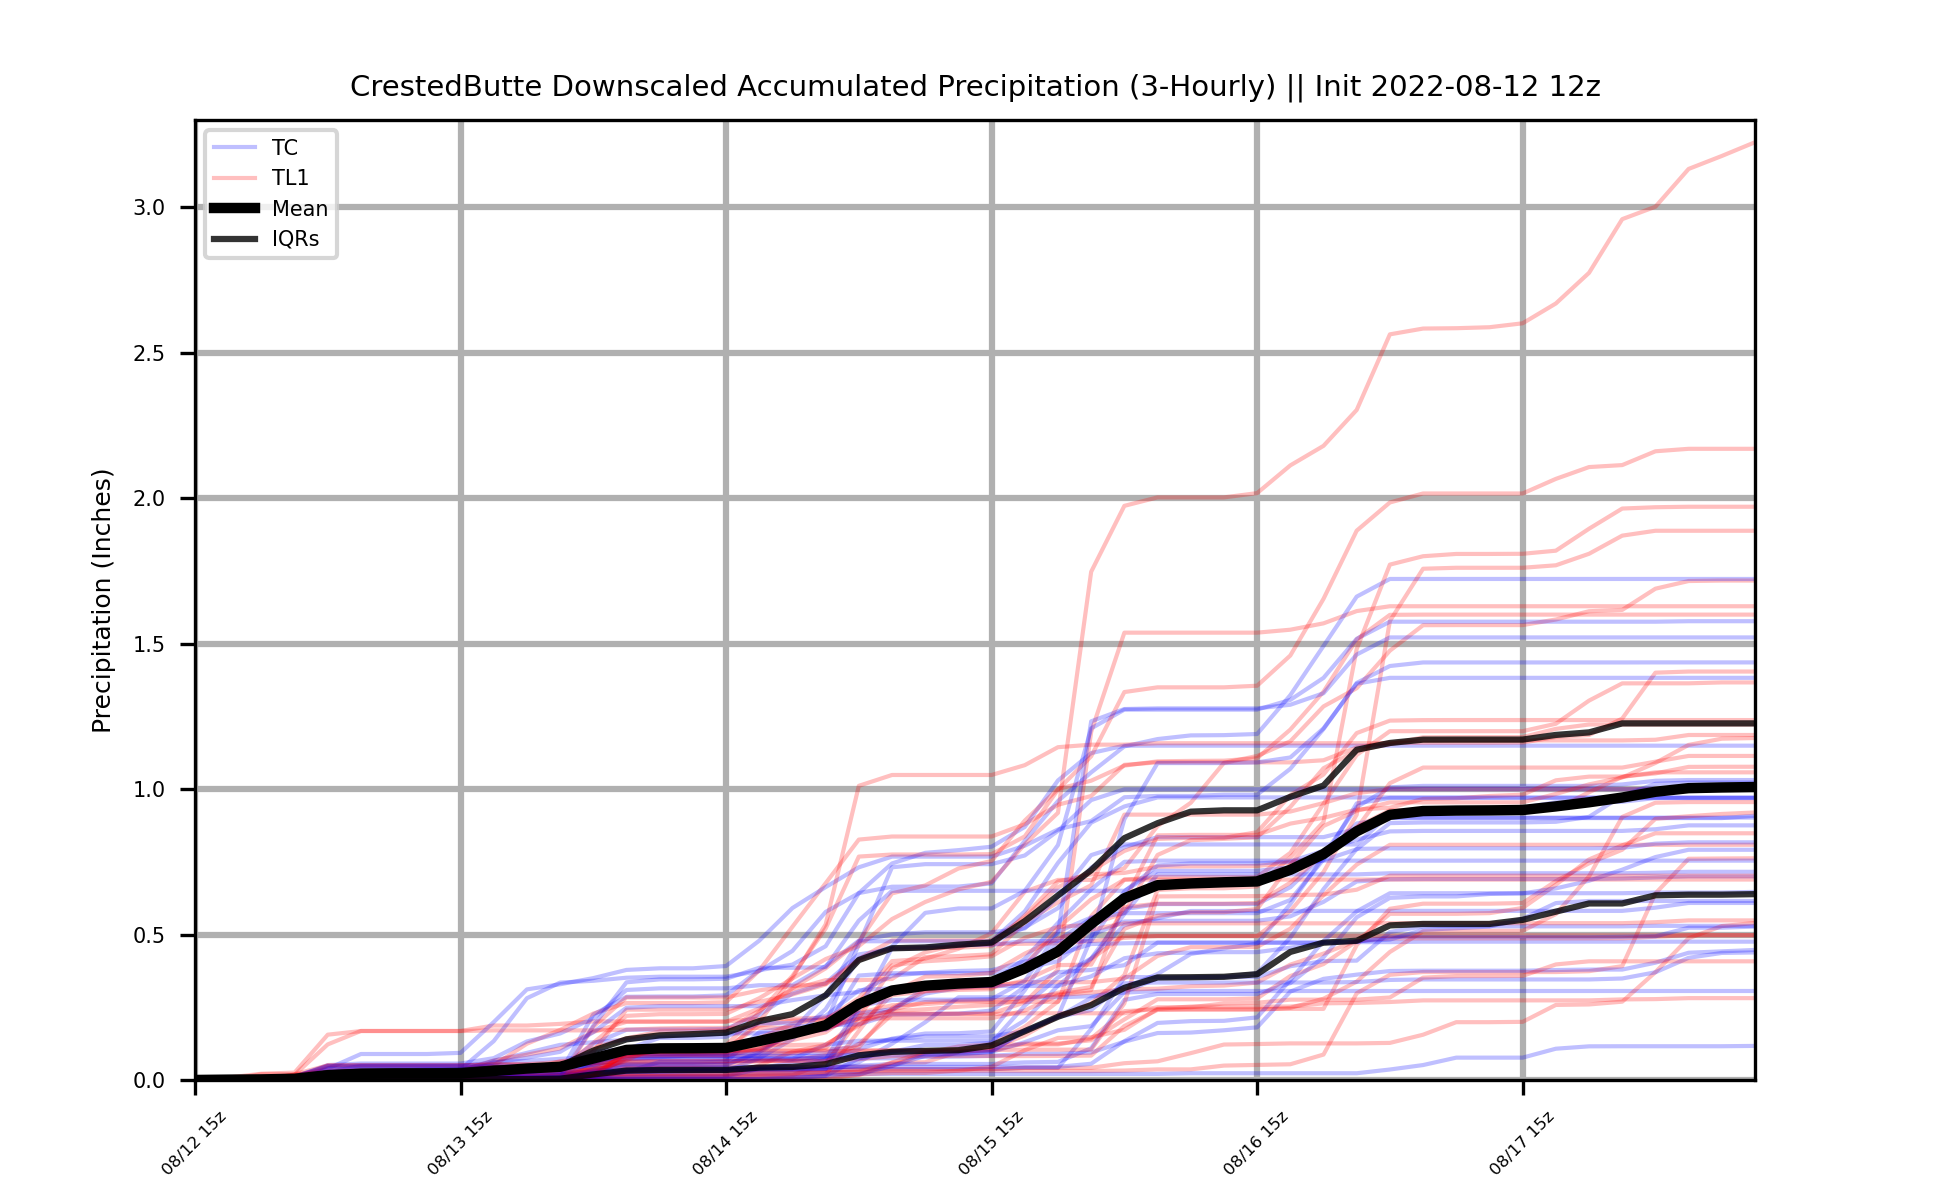 CrestedButte Downscaled Accumulated Precipitation (3-Hourly) || Init 2022-08-12 12z
TC
TL1
Mean
IQRs
Precipitation (Inches)
3.0
2.5
2.0
1.5
1.0
0.5
0.0
08/12 15z
08/13 15z
08/14 15z
08/15 15z
08/16 15z
08/17 15z